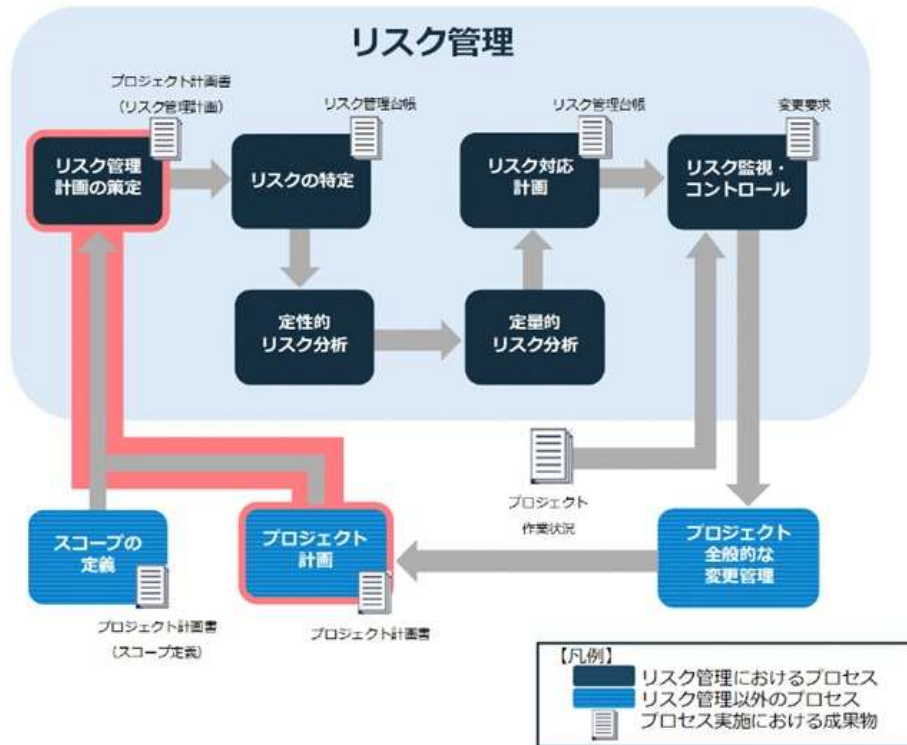 リスク管理
プロジェクト計画書
（リスク管理計画）
リスク管理台帳
リスク管理台帳
変更要求
リスク管理
計画の策定
リスクの特定
リスク対応
計画
リスク監視・
コントロール
定性的
リスク分析
定量的
リスク分析
プロジェクト
作業状況
スコープの
定義
プロジェクト計画書
（スコープ定義）
プロジェクト
計画
プロジェクト計画書
プロジェクト
全般的な
変更管理
【凡例】
リスク管理におけるプロセス
リスク管理以外のプロセス
プロセス実施における成果物